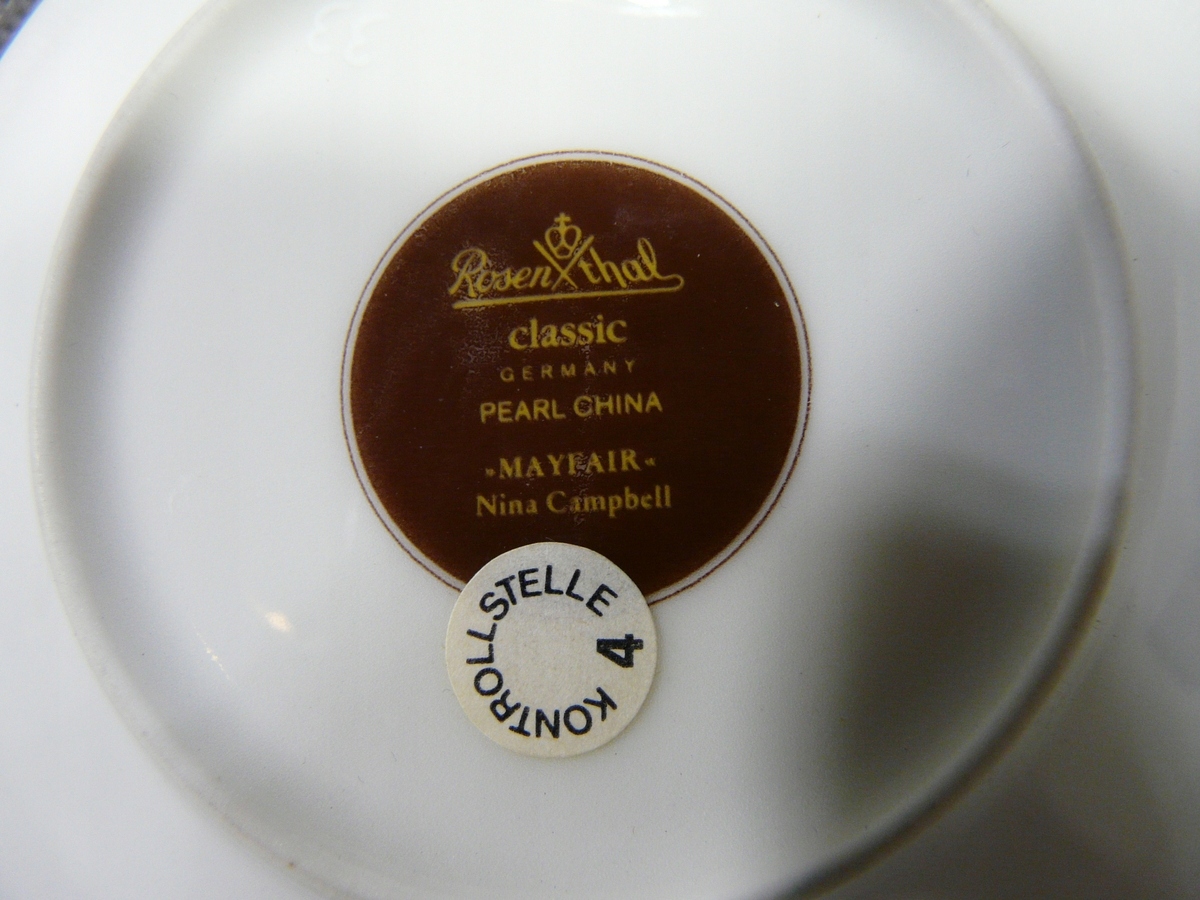 Rosenthal
classic
GERMANY
PEARL CHINA
»MAYFAIR«
Nina Campbell
KONTROLLSTELLE 4